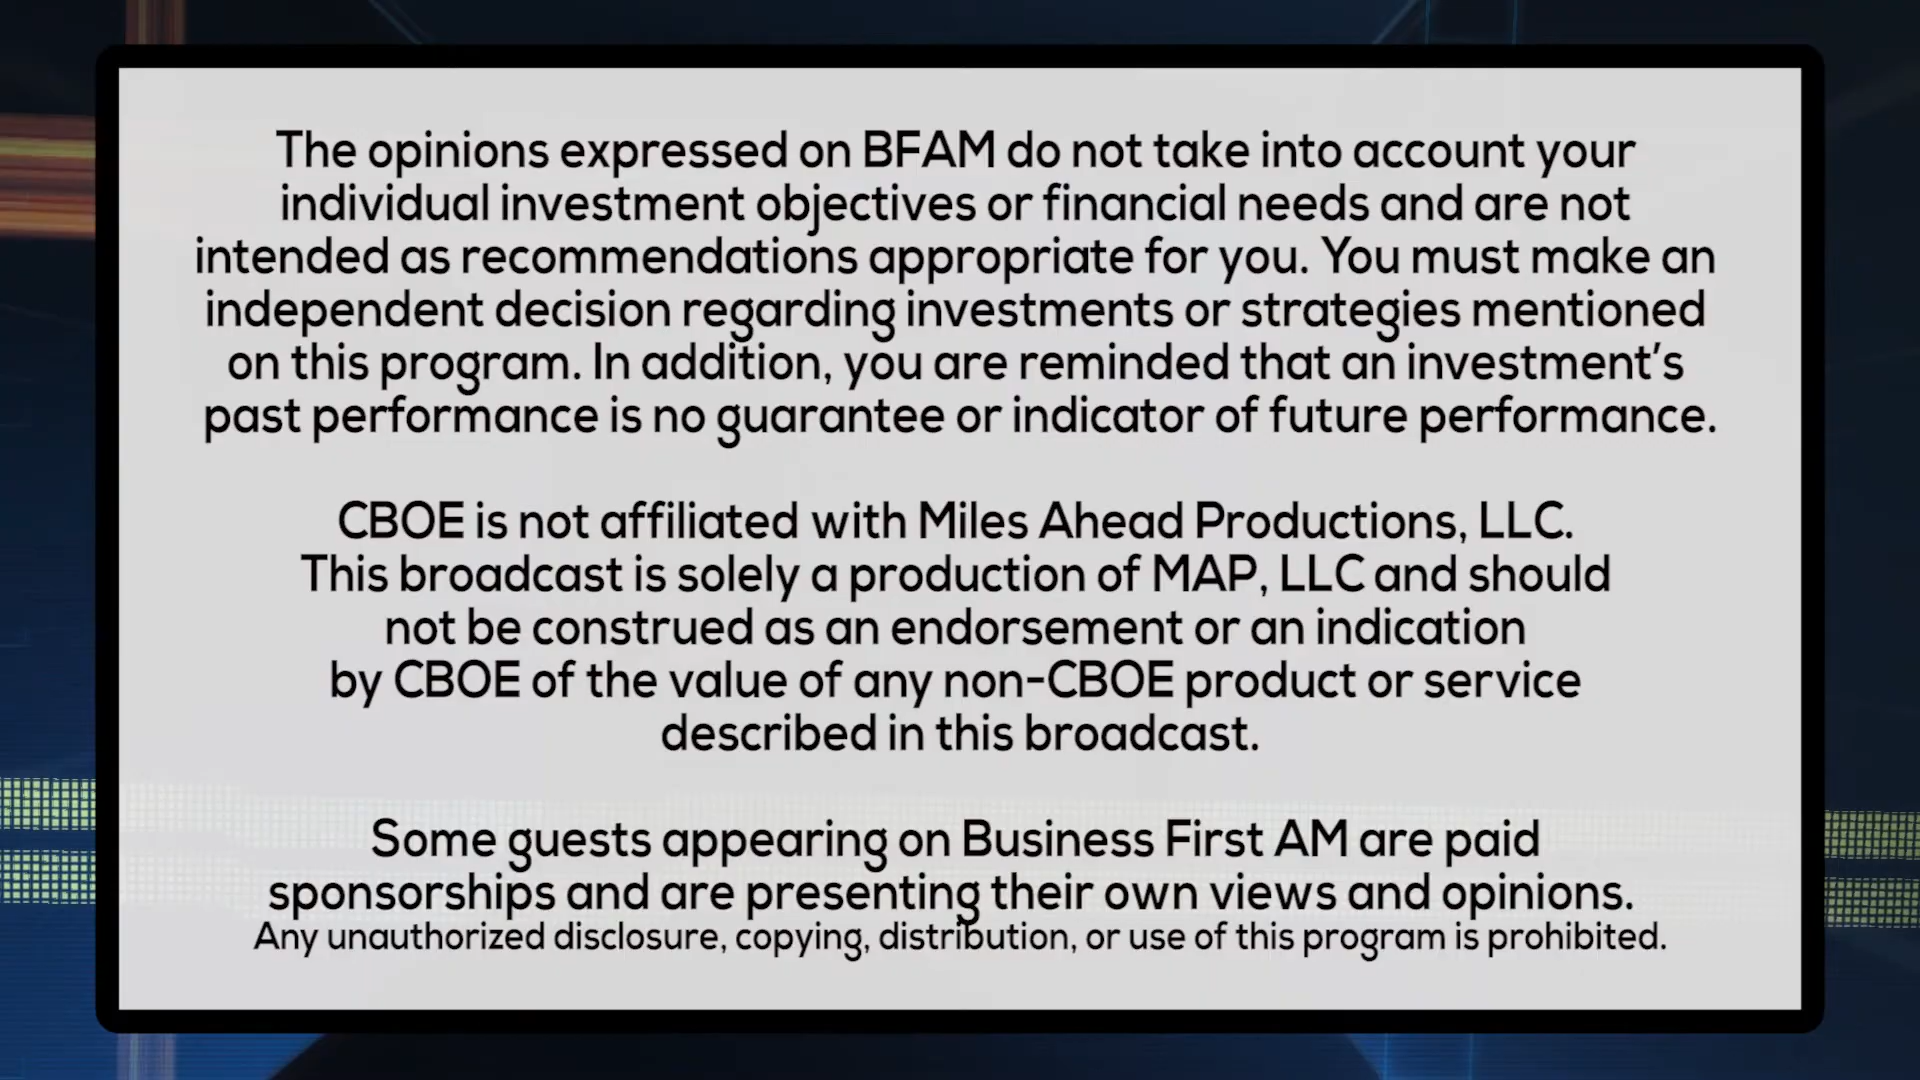 The opinions expressed on BFAM do not take into account your
individual investment objectives or financial needs and are not
intended as recommendations appropriate for you. You must make an
independent decision regarding investments or strategies mentioned
on this program. In addition, you are reminded that an investment’s
past performance is no guarantee or indicator of future performance.
CBOE is not affiliated with Miles Ahead Productions, LLC.
This broadcast is solely a production of MAP, LLC and should
not be construed as an endorsement or an indication
by CBOE of the value of any non-CBOE product or service
described in this broadcast.
Some guests appearing on Business First AM are paid
sponsorships and are presenting their own views and opinions.
Any unauthorized disclosure, copying, distribution, or use of this program is prohibited.